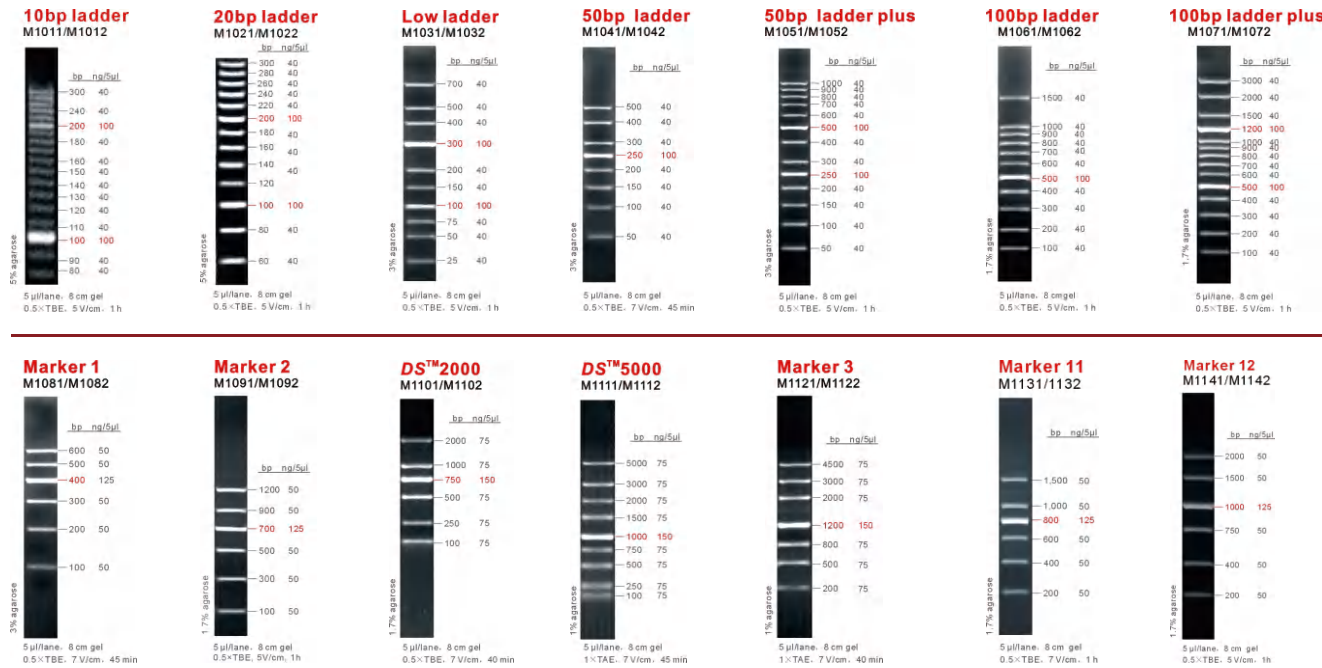 10bp ladder
M1011/M1012
bp ng/5µl
300 40
240 40
200 100
180 40
160 40
150 40
140 40
130 40
120 40
110 40
100 100
90 40
80 40
5% agarose
5 µl/lane, 8 cm gel
0.5×TBE, 5 V/cm, 1 h
20bp ladder
M1021/M1022
bp ng/5µl
300 40
280 40
260 40
240 40
220 40
200 100
180 40
160 40
140 40
120
100 100
80 40
60 40
5% agarose
5 µl/lane, 8 cm gel
0.5×TBE, 5 V/cm, 1 h
Low ladder
M1031/M1032
bp ng/5µl
700 40
500 40
400 40
300 100
200 40
150 40
100 100
75 40
50 40
25 40
3% agarose
5 µl/lane, 8 cm gel
0.5×TBE, 5 V/cm, 1 h
50bp ladder
M1041/M1042
bp ng/5µl
500 40
400 40
300 40
250 100
200 40
150 40
100 40
50 40
3% agarose
5 µl/lane, 8 cm gel
0.5×TBE, 7 V/cm, 45 min
50bp ladder plus
M1051/M1052
bp ng/5µl
1000 40
900 40
800 40
700 40
600 40
500 100
400 40
300 40
250 100
200 40
150 40
100 40
50 40
3% agarose
5 µl/lane, 8 cm gel
0.5×TBE, 5 V/cm, 1 h
100bp ladder
M1061/M1062
bp ng/5µl
1500 40
1000 40
900 40
800 40
700 40
600 40
500 100
400 40
300 40
200 40
100 40
1.7% agarose
5 µl/lane, 8 cm gel
0.5×TBE, 5 V/cm, 1 h
100bp ladder plus
M1071/M1072
bp ng/5µl
3000 40
2000 40
1500 40
1200 100
1000 40
900 40
800 40
700 40
600 40
500 100
400 40
300 40
200 40
100 40
1.7% agarose
5 µl/lane, 8 cm gel
0.5×TBE, 5 V/cm, 1 h
Marker 1
M1081/M1082
bp ng/5µl
600 50
500 50
400 125
300 50
200 50
100 50
3% agarose
5 µl/lane, 8 cm gel
0.5×TBE, 7 V/cm, 45 min
Marker 2
M1091/M1092
bp ng/5µl
1200 50
900 50
700 125
500 50
300 50
100 50
1.7% agarose
5 µl/lane, 8 cm gel
0.5×TBE, 5V/cm, 1h
DS™2000
M1101/M1102
bp ng/5µl
2000 75
1000 75
750 150
500 75
250 75
100 75
1.7% agarose
5 µl/lane, 8 cm gel
0.5×TBE, 7 V/cm, 40 min
DS™5000
M1111/M1112
bp ng/5µl
5000 75
3000 75
2000 75
1500 75
1000 150
750 75
500 75
250 75
100 75
1% agarose
5 µl/lane, 8 cm gel
1×TAE, 7 V/cm, 45 min
Marker 3
M1121/M1122
bp ng/5µl
4500 75
3000 75
2000 75
1200 150
800 75
500 75
200 75
1% agarose
5 µl/lane, 8 cm gel
1×TAE, 7 V/cm, 40 min
Marker 11
M1131/1132
bp ng/5µl
1,500 50
1,000 50
800 125
600 50
400 50
200 50
1.7% agarose
5 µl/lane, 8 cm gel
0.5×TBE, 7 V/cm, 1 h
Marker 12
M1141/M1142
bp ng/5µl
2000 50
1500 50
1000 125
750 50
400 50
200 50
1.7% agarose
5 µl/lane, 8 cm gel
0.5×TBE, 5 V/cm, 1h